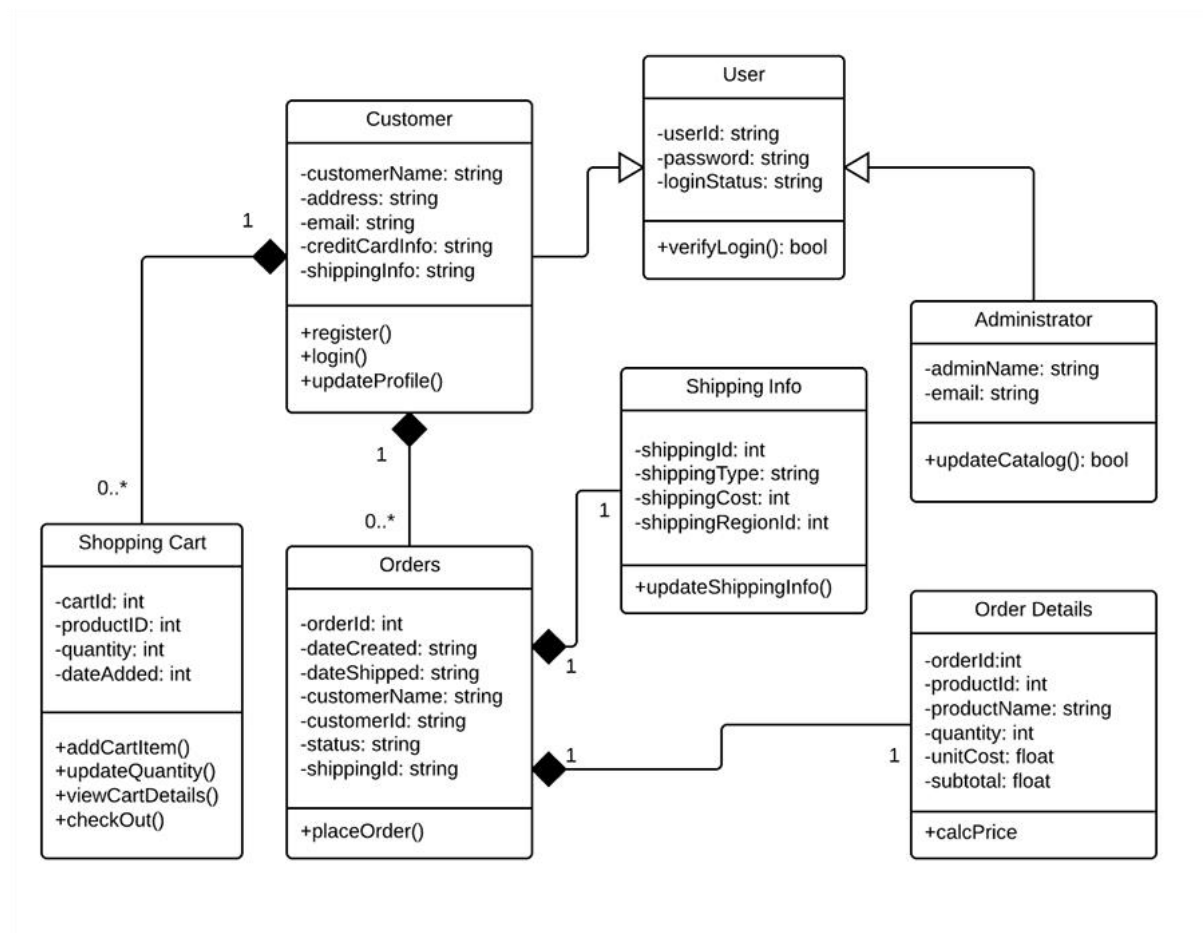 User
-userId: string
-password: string
-loginStatus: string
+verifyLogin(): bool
Customer
-customerName: string
-address: string
-email: string
-creditCardInfo: string
-shippingInfo: string
+register()
+login()
+updateProfile()
1
0..*
1
0..*
Administrator
-adminName: string
-email: string
+updateCatalog(): bool
Shipping Info
-shippingId: int
-shippingType: string
-shippingCost: int
-shippingRegionId: int
+updateShippingInfo()
1
1
Shopping Cart
-cartId: int
-productID: int
-quantity: int
-dateAdded: int
+addCartItem()
+updateQuantity()
+viewCartDetails()
+checkOut()
Orders
-orderId: int
-dateCreated: string
-dateShipped: string
-customerName: string
-customerId: string
-status: string
-shippingId: string
+placeOrder()
1
1
Order Details
-orderId:int
-productId: int
-productName: string
-quantity: int
-unitCost: float
-subtotal: float
+calcPrice